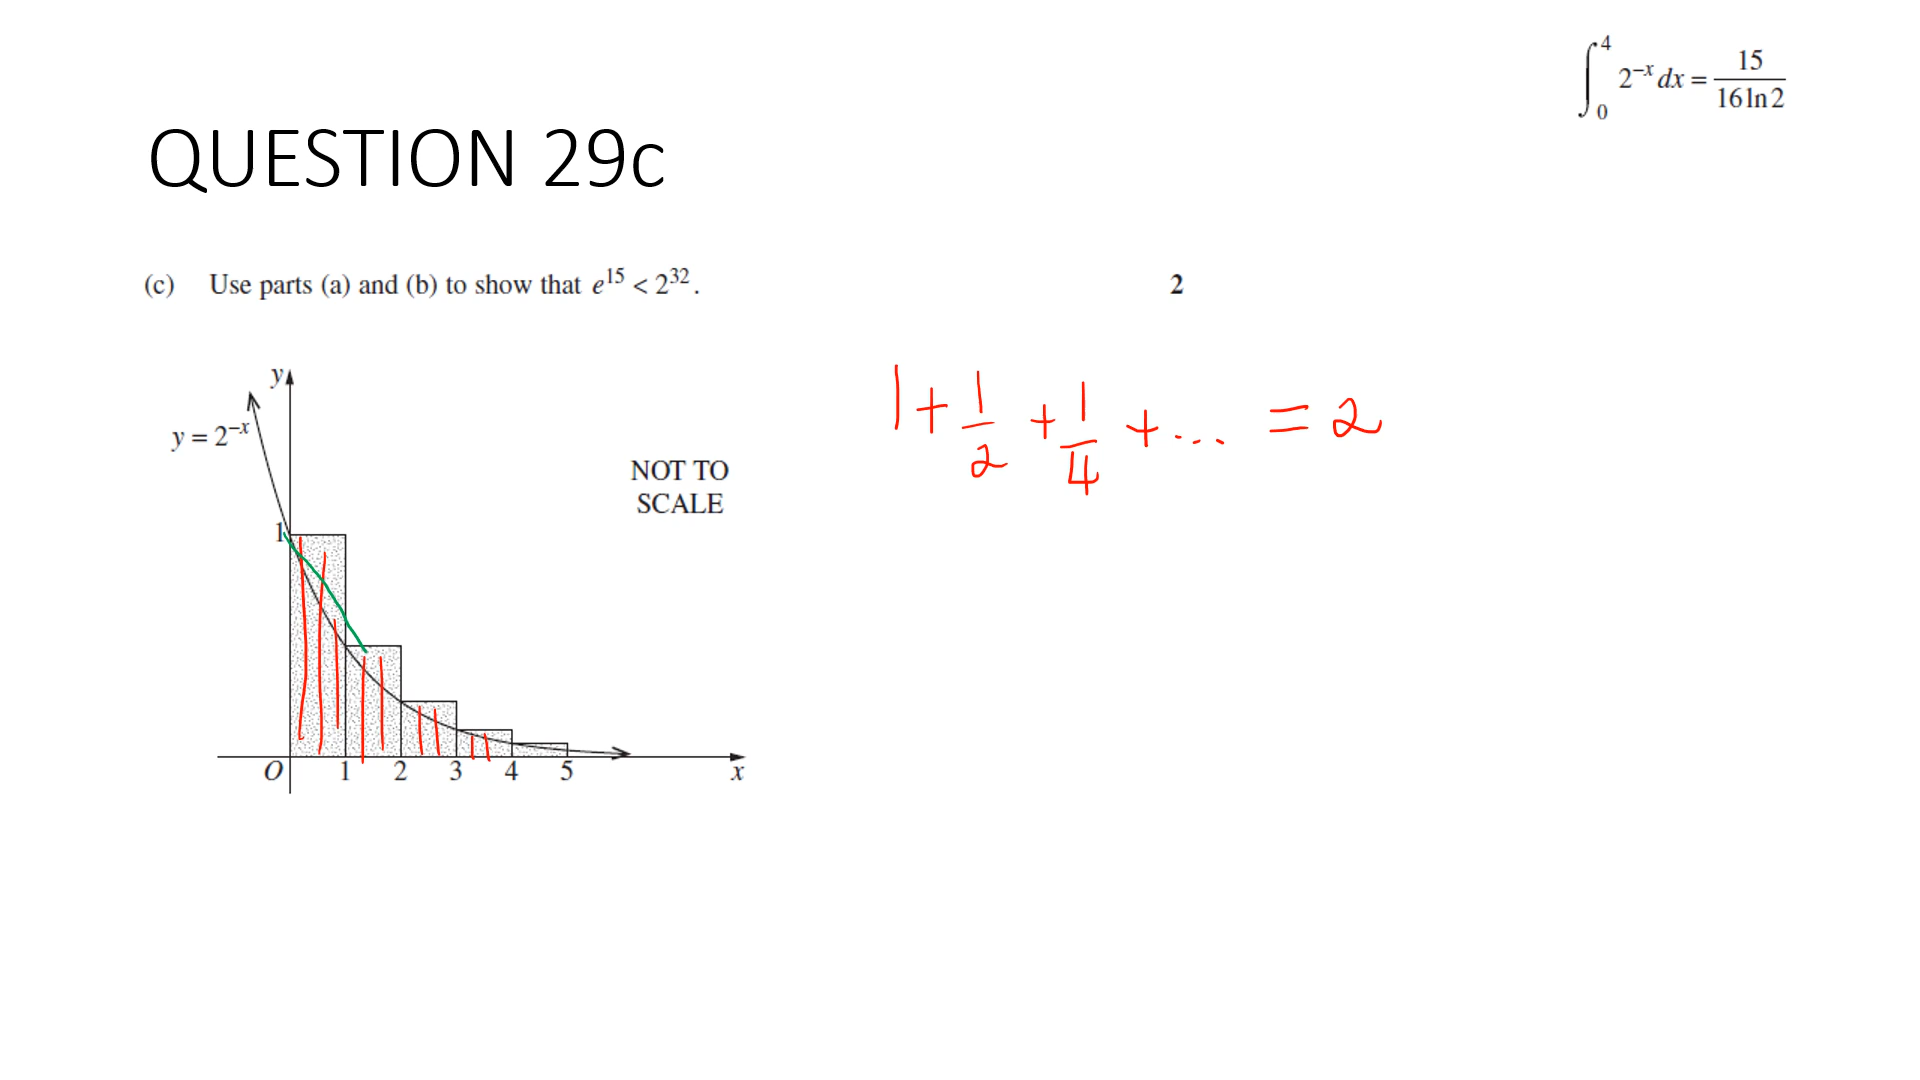 ∫₀⁴ 2⁻ˣ dx = 15/(16 ln 2)
QUESTION 29c
(c) Use parts (a) and (b) to show that e¹⁵ < 2³². 2
y
y = 2⁻ˣ
1 + 1/2 + 1/4 + ... = 2
NOT TO
SCALE
1
O 1 2 3 4 5 x